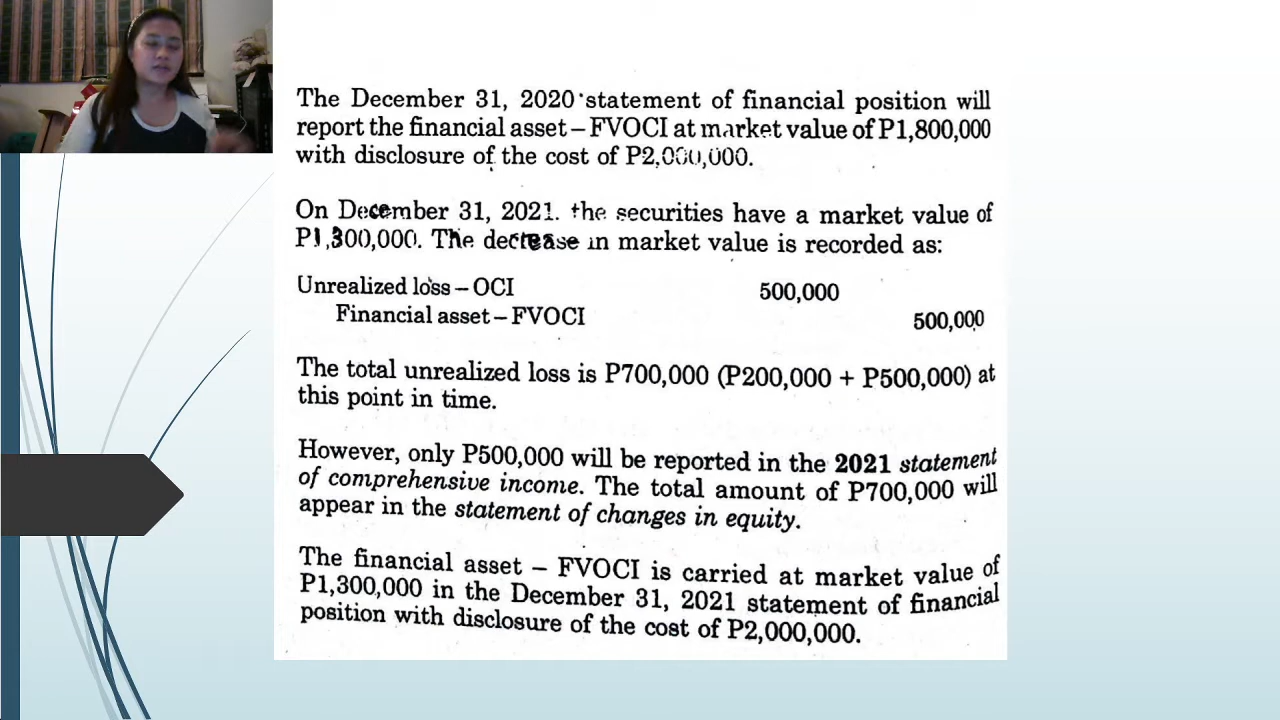 The December 31, 2020 statement of financial position will
report the financial asset – FVOCI at market value of P1,800,000
with disclosure of the cost of P2,000,000.
On December 31, 2021. the securities have a market value of
P1,300,000. The decrease in market value is recorded as:
Unrealized loss – OCI 500,000
Financial asset – FVOCI 500,000
The total unrealized loss is P700,000 (P200,000 + P500,000) at
this point in time.
However, only P500,000 will be reported in the 2021 statement
of comprehensive income. The total amount of P700,000 will
appear in the statement of changes in equity.
The financial asset – FVOCI is carried at market value of
P1,300,000 in the December 31, 2021 statement of financial
position with disclosure of the cost of P2,000,000.